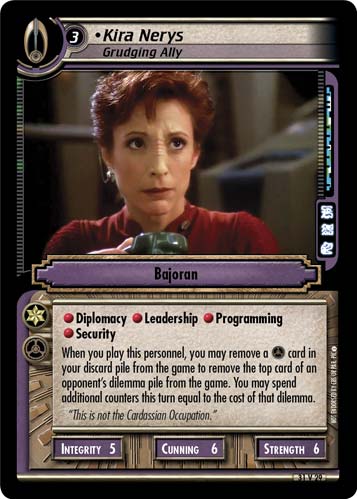 3
•Kira Nerys
Grudging Ally
Bajoran
Diplomacy Leadership Programming
Security
When you play this personnel, you may remove a card in
your discard pile from the game to remove the top card of an
opponent's dilemma pile from the game. You may spend
additional counters this turn equal to the cost of that dilemma.
"This is not the Cardassian Occupation."
INTEGRITY 5 CUNNING 6 STRENGTH 6
31 V 29